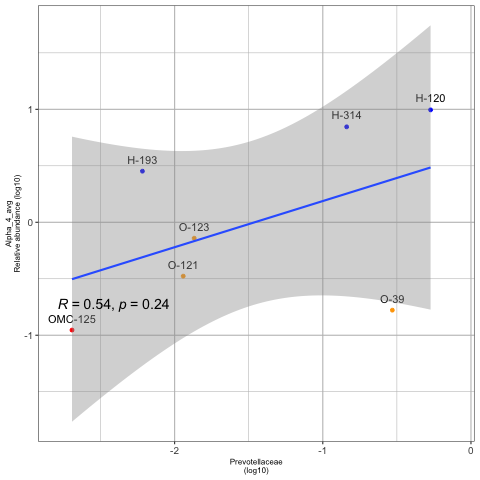 H-120
1
H-314
H-193
O-123
0
O-121
R = 0.54, p = 0.24
O-39
OMC-125
-1
-2
-1
0
Alpha_4_avg
Relative abundance (log10)
Prevotellaceae
(log10)